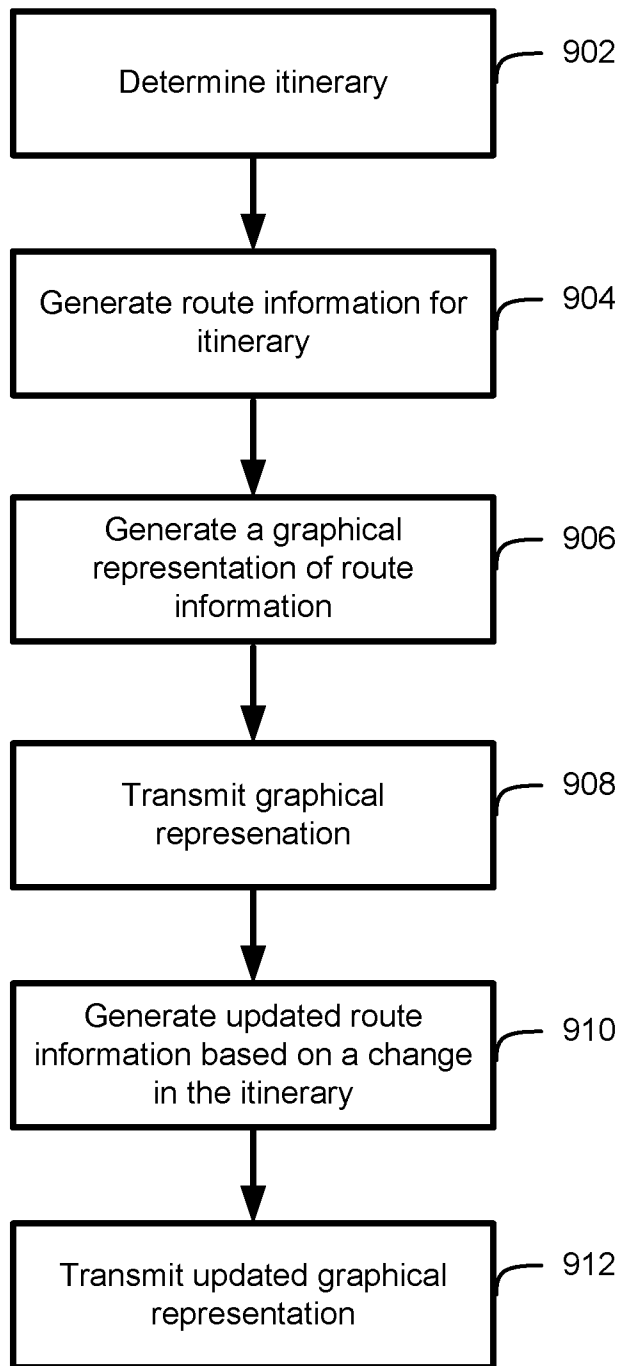 Determine itinerary
902
Generate route information for
itinerary
904
Generate a graphical
representation of route
information
906
Transmit graphical
represenation
908
Generate updated route
information based on a change
in the itinerary
910
Transmit updated graphical
representation
912